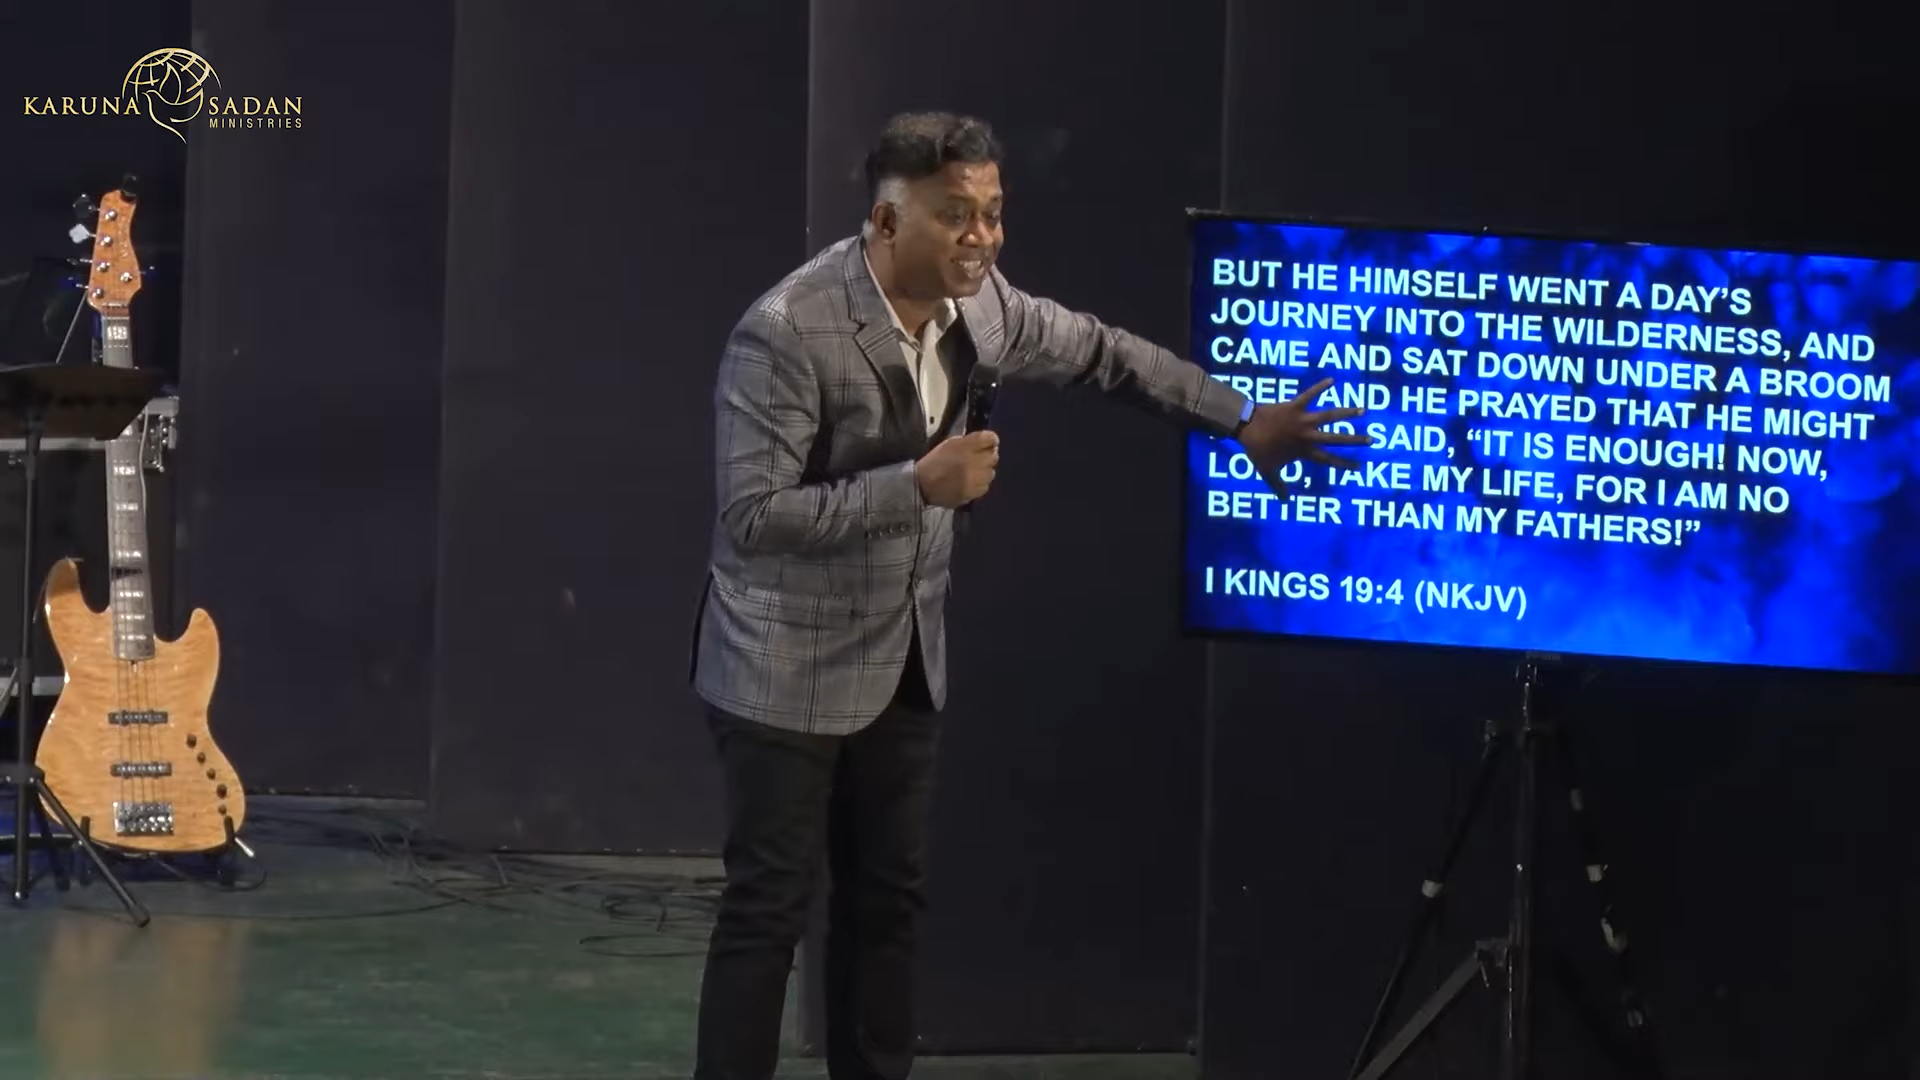 KARUNA SADAN
MINISTRIES
BUT HE HIMSELF WENT A DAY’S
JOURNEY INTO THE WILDERNESS, AND
CAME AND SAT DOWN UNDER A BROOM
TREE, AND HE PRAYED THAT HE MIGHT
SAID, “IT IS ENOUGH! NOW,
LORD, TAKE MY LIFE, FOR I AM NO
BETTER THAN MY FATHERS!”
I KINGS 19:4 (NKJV)